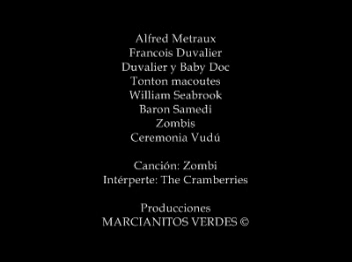 Alfred Metraux
Francois Duvalier
Duvalier y Baby Doc
Tonton macoutes
William Seabrook
Baron Samedi
Zombis
Ceremonia Vudú
Canción: Zombi
Intérperte: The Cramberries
Producciones
MARCIANITOS VERDES ©